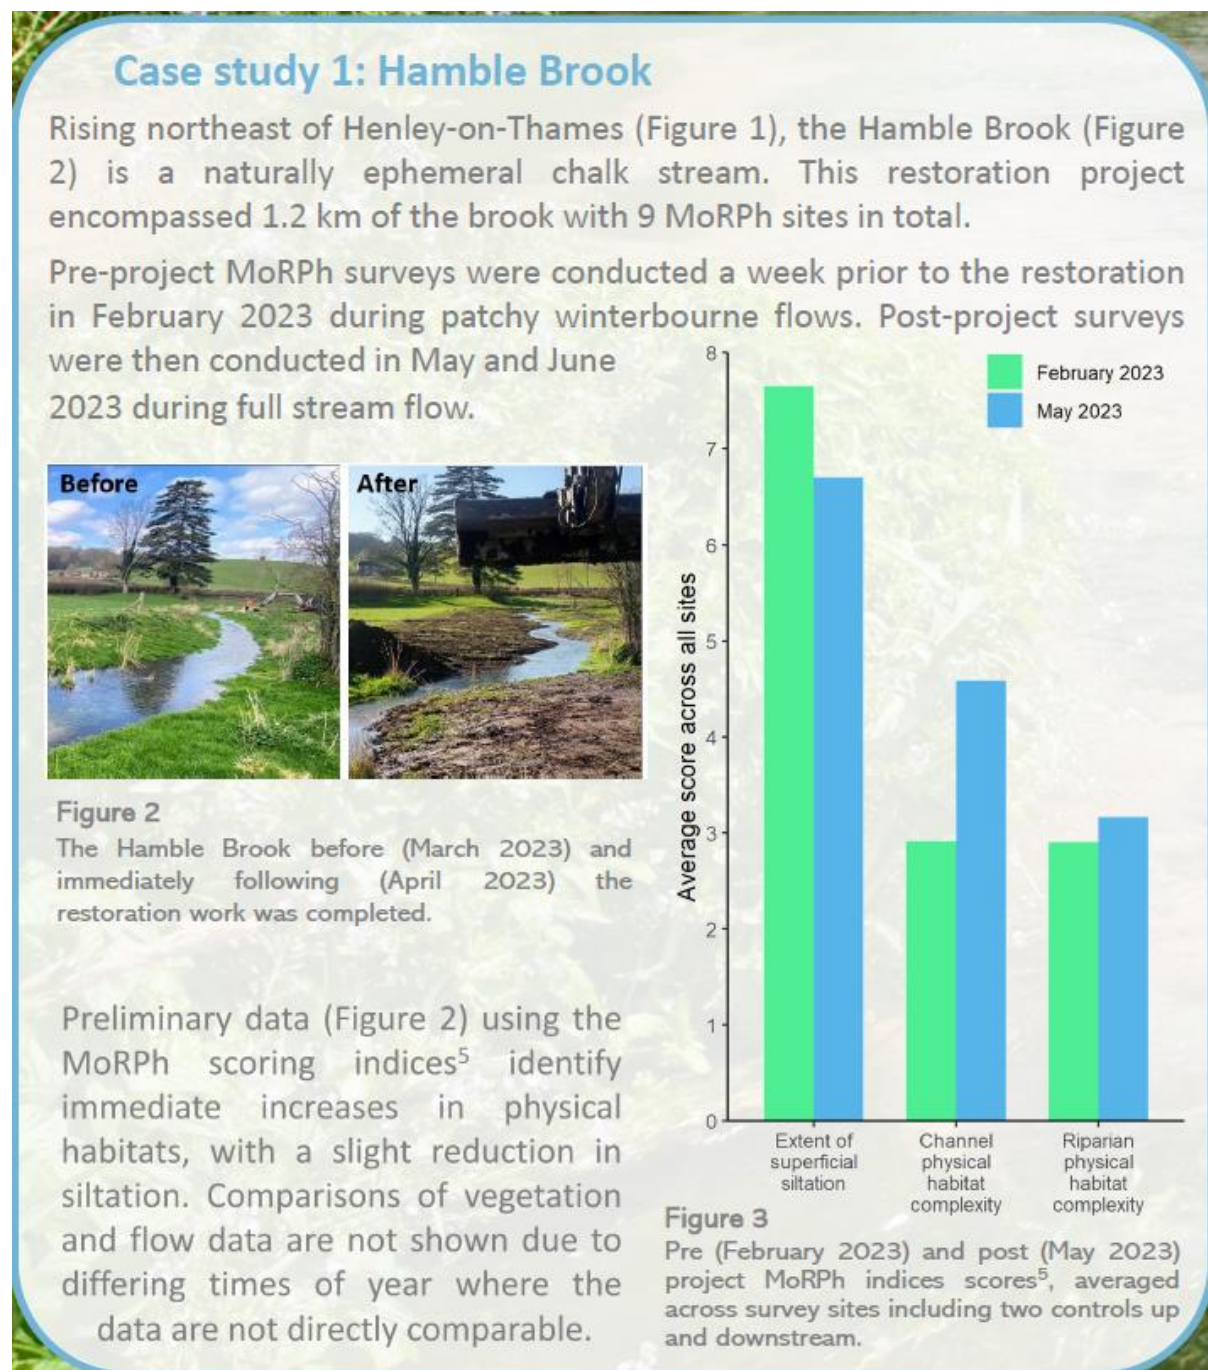 Case study 1: Hamble Brook
Rising northeast of Henley-on-Thames (Figure 1), the Hamble Brook (Figure
2) is a naturally ephemeral chalk stream. This restoration project
encompassed 1.2 km of the brook with 9 MoRPh sites in total.
Pre-project MoRPh surveys were conducted a week prior to the restoration
in February 2023 during patchy winterbourne flows. Post-project surveys
were then conducted in May and June
2023 during full stream flow.
Before
After
Figure 2
The Hamble Brook before (March 2023) and
immediately following (April 2023) the
restoration work was completed.
Preliminary data (Figure 2) using the
MoRPh scoring indices⁵ identify
immediate increases in physical
habitats, with a slight reduction in
siltation. Comparisons of vegetation
and flow data are not shown due to
differing times of year where the
data are not directly comparable.
Average score across all sites
8
7
6
5
4
3
2
1
0
February 2023
May 2023
Extent of
superficial
siltation
Channel
physical
habitat
complexity
Riparian
physical
habitat
complexity
Figure 3
Pre (February 2023) and post (May 2023)
project MoRPh indices scores⁵, averaged
across survey sites including two controls up
and downstream.